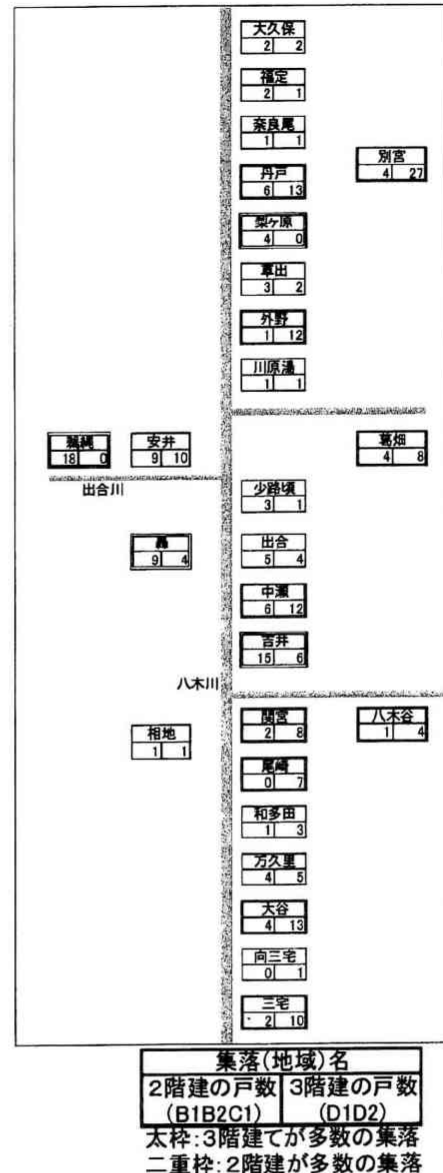 大久保
2 2
福定
2 1
奈良尾
1 1
別宮
4 27
丹戸
6 13
梨ヶ原
4 0
草出
3 2
外野
1 12
川原湯
1 1
18 0
安井
9 10
葛畑
4 8
出合川
少路頃
3 1
出合
5 4
轟
9 4
中瀬
6 12
吉井
15 6
八木川
関宮
2 8
八木谷
1 4
相地
1 1
尾崎
0 7
和多田
1 3
万久里
4 5
大谷
4 13
向三宅
0 1
三宅
2 10
集落(地域)名
2階建の戸数 3階建の戸数
(B1B2C1) (D1D2)
太枠:3階建てが多数の集落
二重枠:2階建が多数の集落